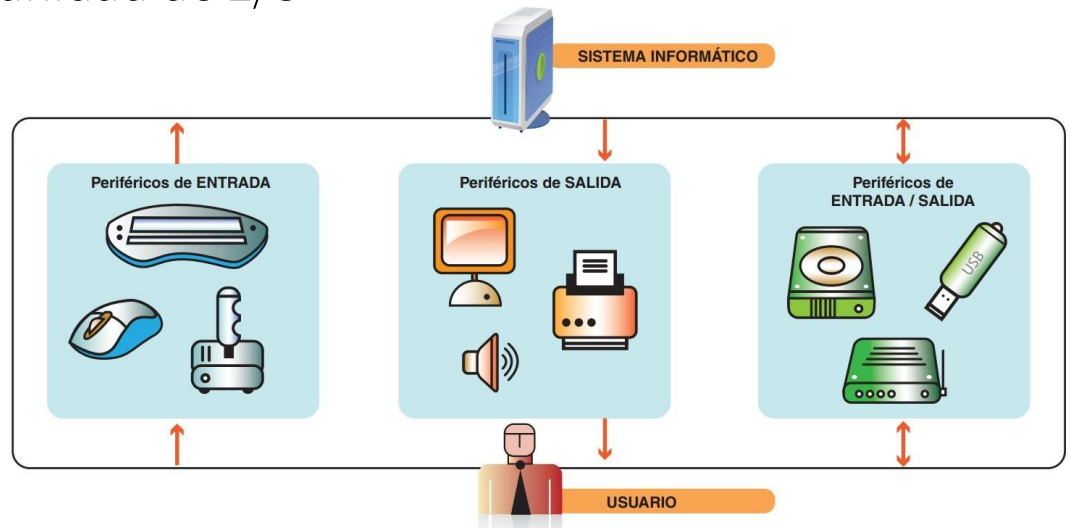 SISTEMA INFORMÁTICO
Periféricos de ENTRADA
Periféricos de SALIDA
Periféricos de
ENTRADA / SALIDA
USB
USUARIO